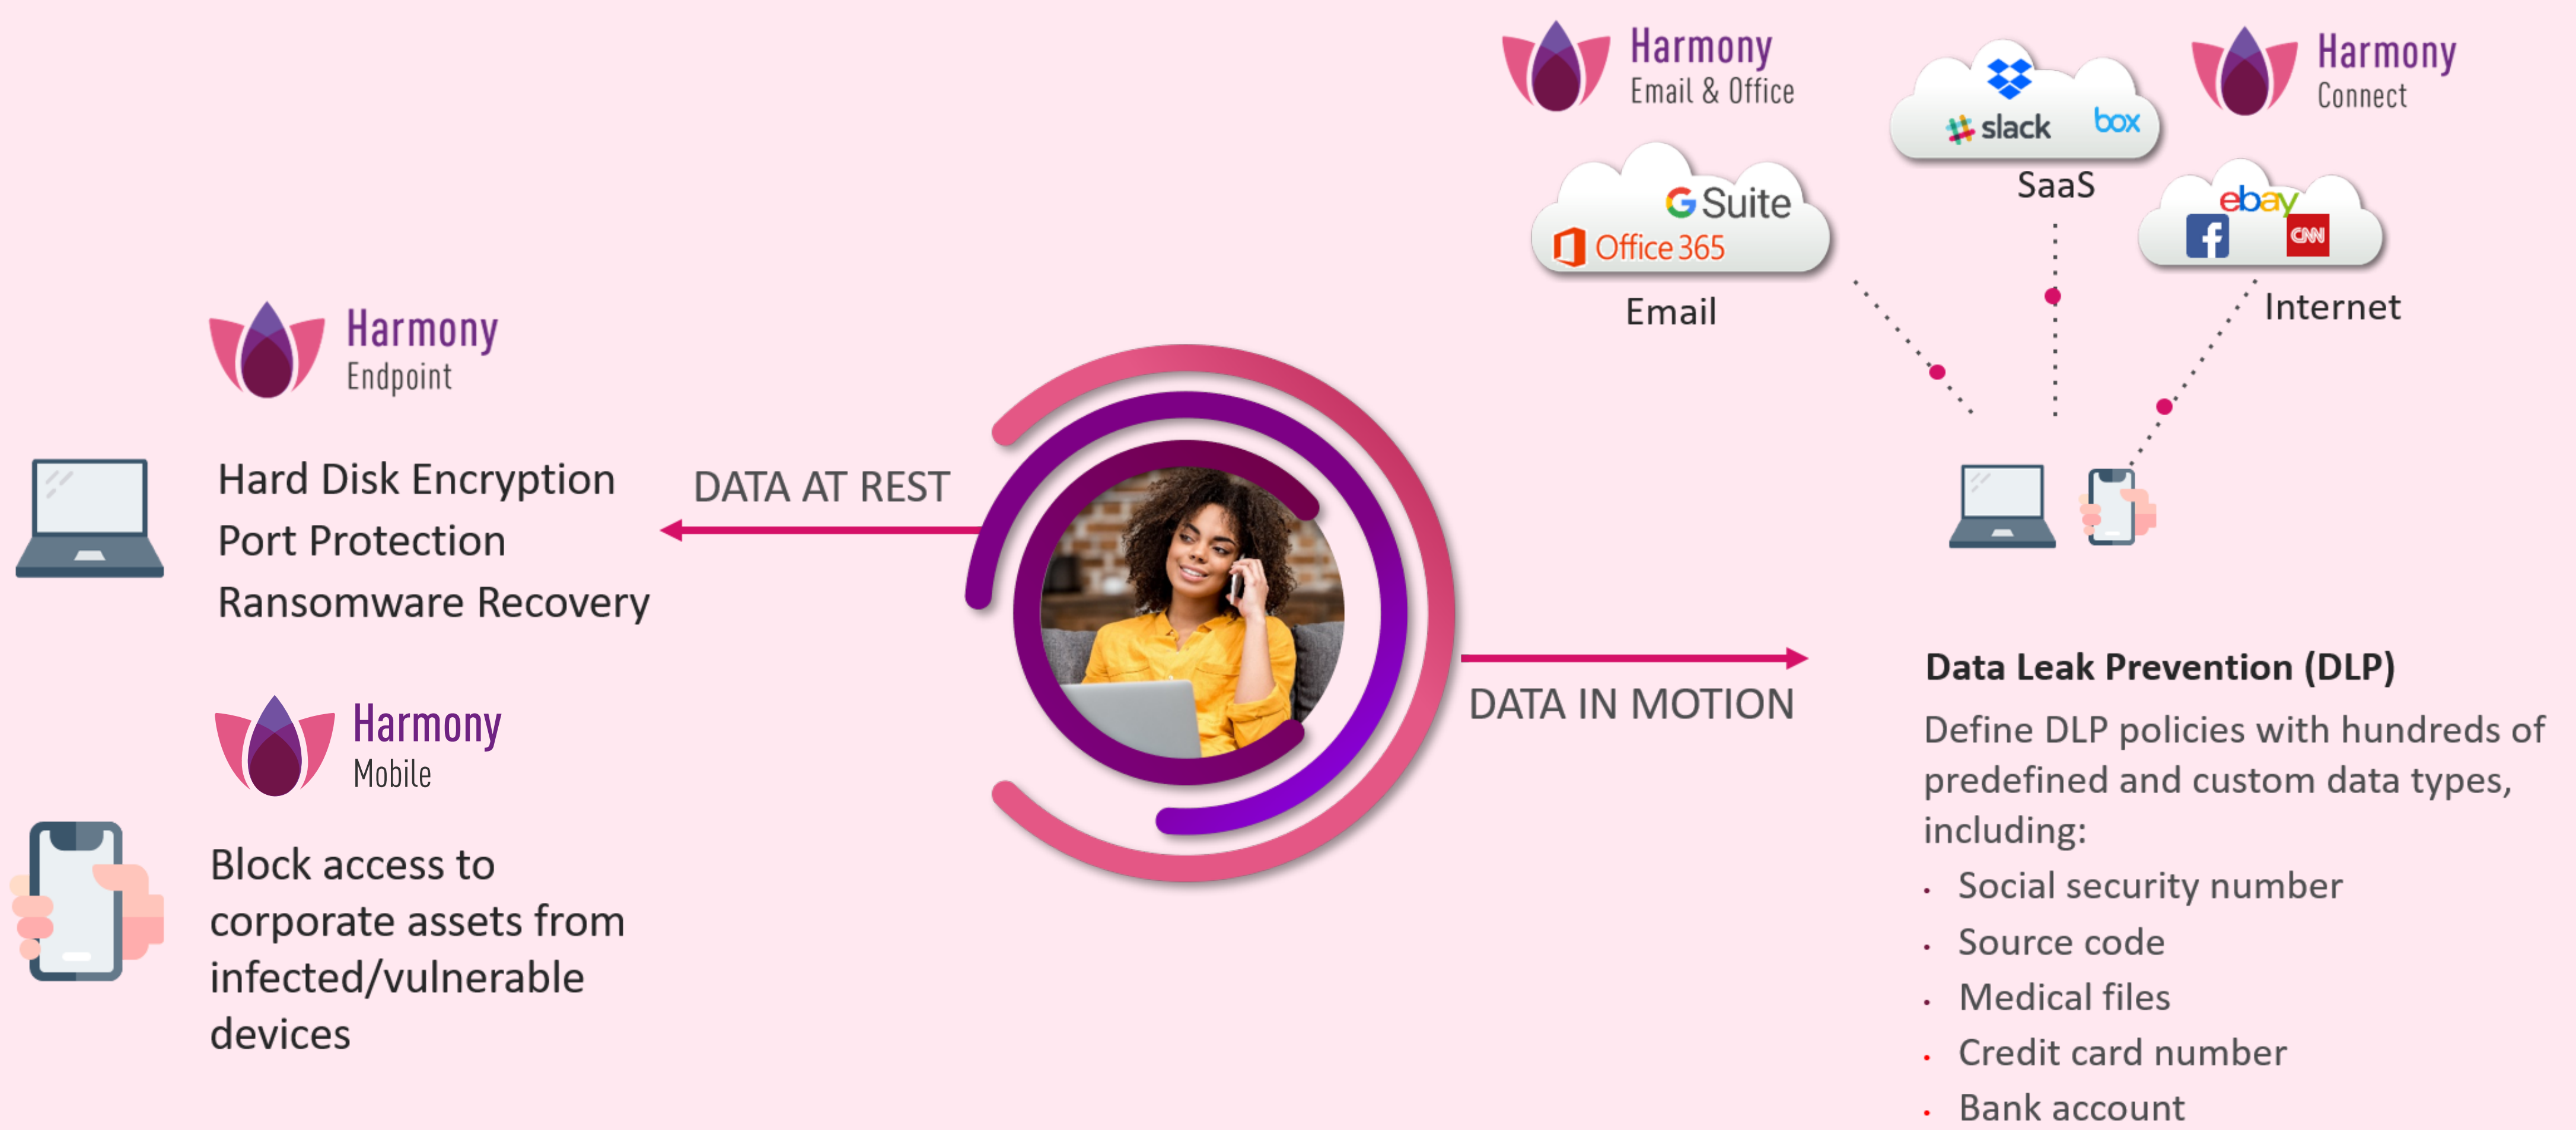 Harmony
Email & Office
slack
box
SaaS
Harmony
Connect
G Suite
Office 365
Email
ebay
f
CNN
Internet
Harmony
Endpoint
Hard Disk Encryption
Port Protection
Ransomware Recovery
DATA AT REST
Harmony
Mobile
Block access to
corporate assets from
infected/vulnerable
devices
DATA IN MOTION
Data Leak Prevention (DLP)
Define DLP policies with hundreds of
predefined and custom data types,
including:
• Social security number
• Source code
• Medical files
• Credit card number
• Bank account